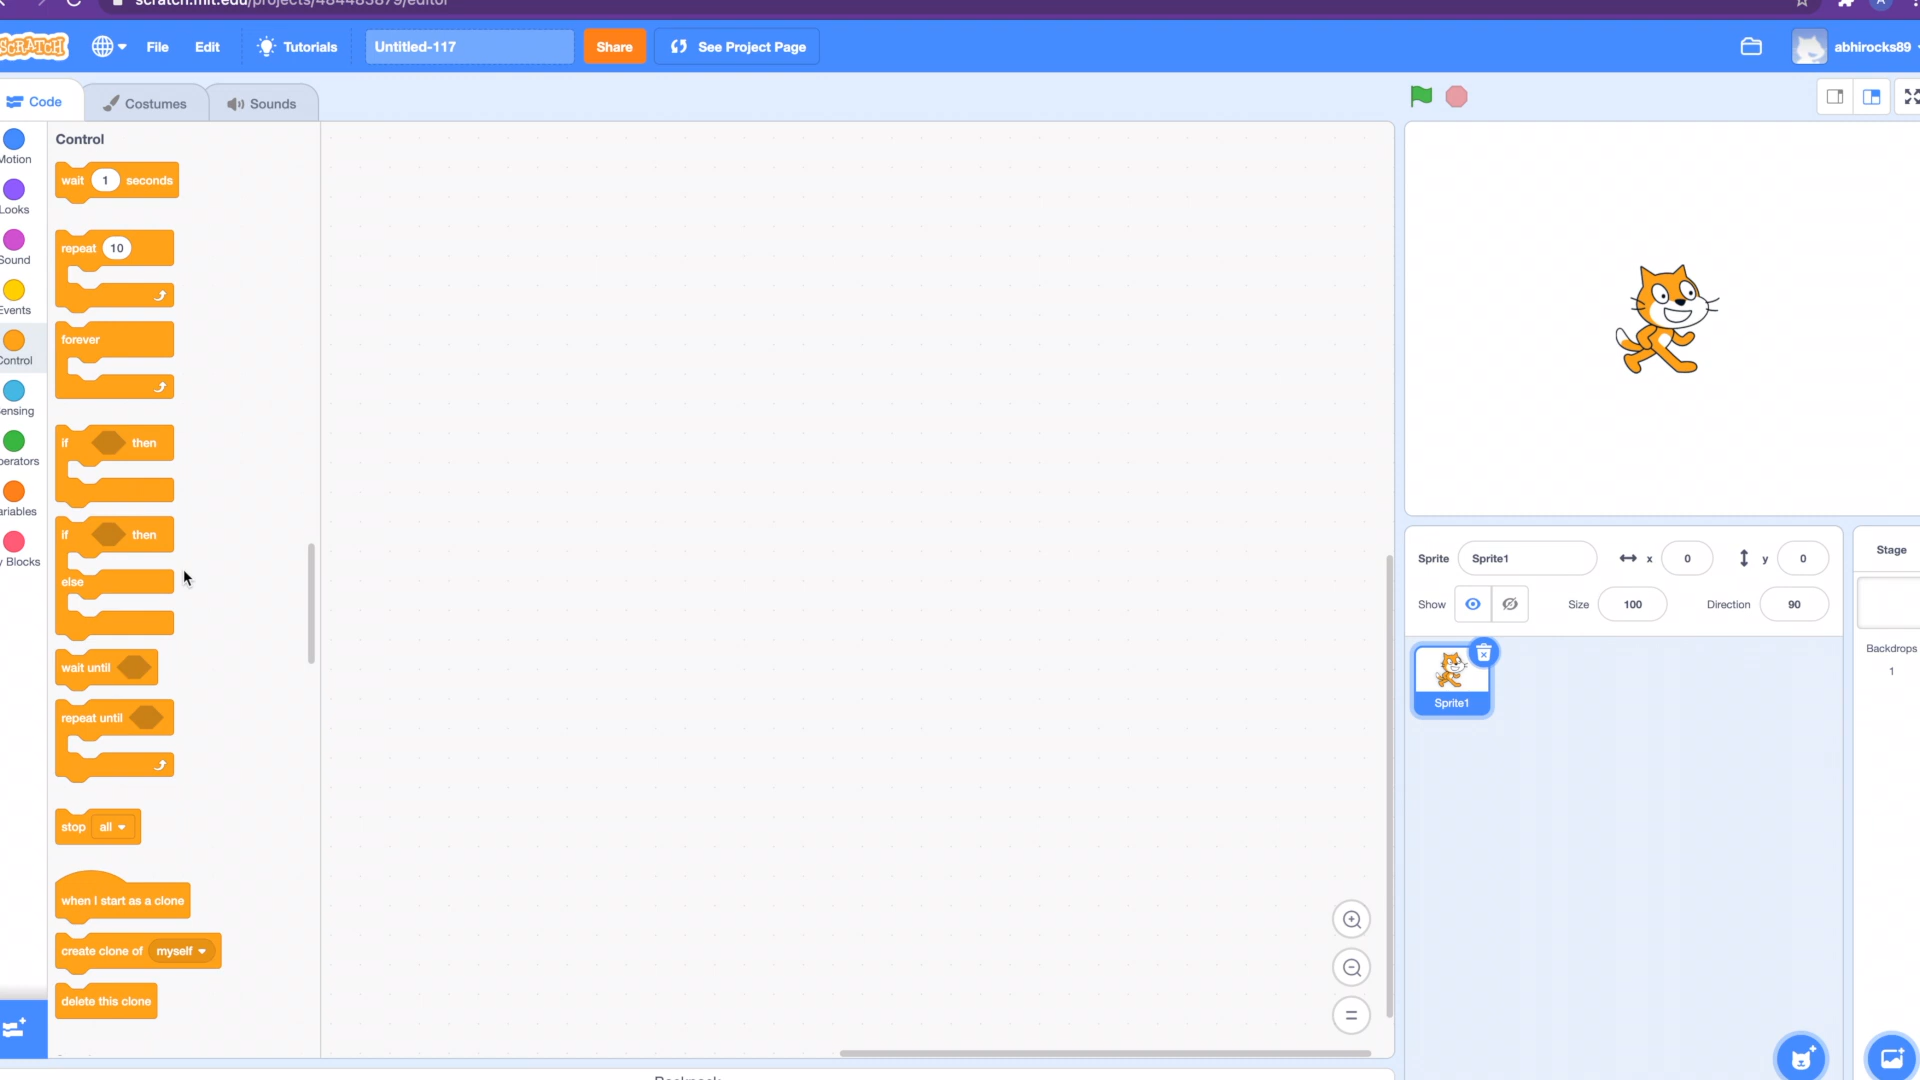 SCRATCH
File
Edit
Tutorials
Untitled-117
Share
See Project Page
abhirocks89
Code
Costumes
Sounds
Motion
Looks
Sound
Events
Control
ensing
perators
ariables
y Blocks
Control
wait 1 seconds
repeat 10
forever
if then
if then
else
wait until
repeat until
stop all
when I start as a clone
create clone of myself
delete this clone
Sprite Sprite1 x 0 y 0
Show Size 100 Direction 90
Sprite1
Stage
Backdrops
1